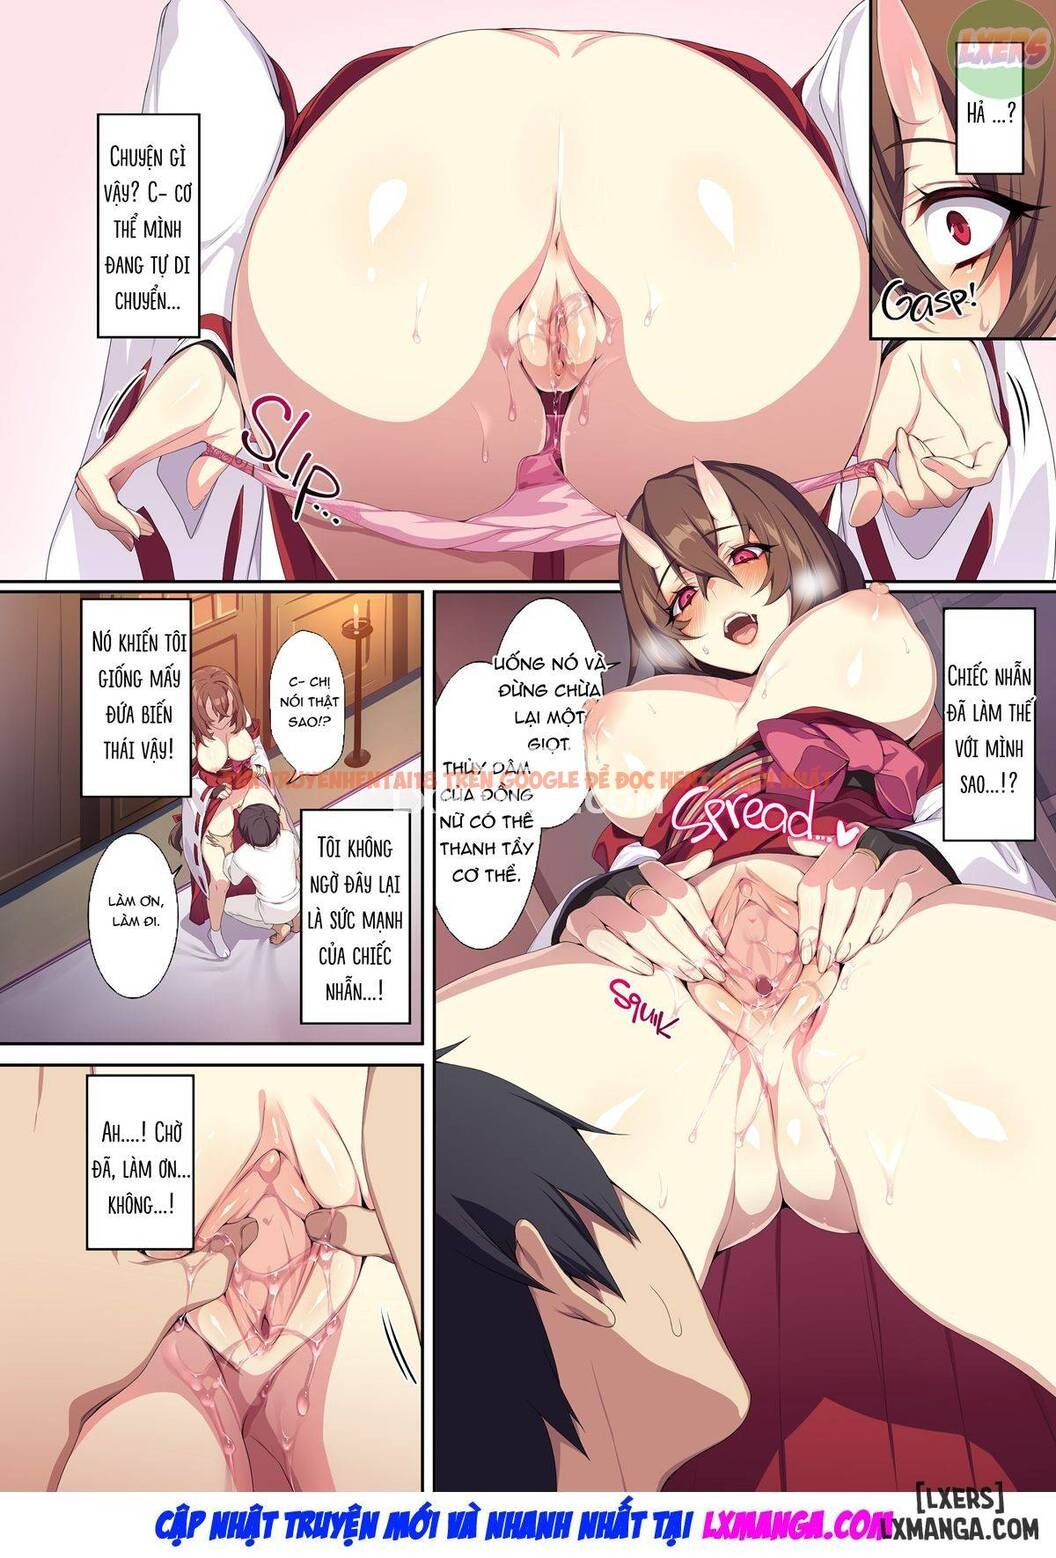 LXERS
HẢ ...?
CHUYỆN GÌ
VẬY? C- CƠ
THỂ MÌNH
ĐANG TỰ DI
CHUYỂN...
GASP!
SLIP...
CHIẾC NHẪN
ĐÃ LÀM THẾ
VỚI MÌNH
SAO...!?
UỐNG NÓ VÀ
ĐỪNG CHỪA
LẠI MỘT
GIỌT.
THỦY DÂM
CỦA ĐỒNG
NỮ CÓ THỂ
THANH TẨY
CƠ THỂ.
SPREAD...
SQUIK
NÓ KHIẾN TÔI
GIỐNG MẤY
ĐỨA BIẾN
THÁI VẬY!
C- CHỊ
NÓI THẬT
SAO!?
TÔI KHÔNG
NGỜ ĐÂY LẠI
LÀ SỨC MẠNH
CỦA CHIẾC
NHẪN...!
LÀM ƠN,
LÀM ĐI.
AH....! CHỜ
ĐÃ, LÀM ƠN...
KHÔNG...!
[LXERS]
LXMANGA.COM
CẬP NHẬT TRUYỆN MỚI VÀ NHANH NHẤT TẠI LXMANGA.COM